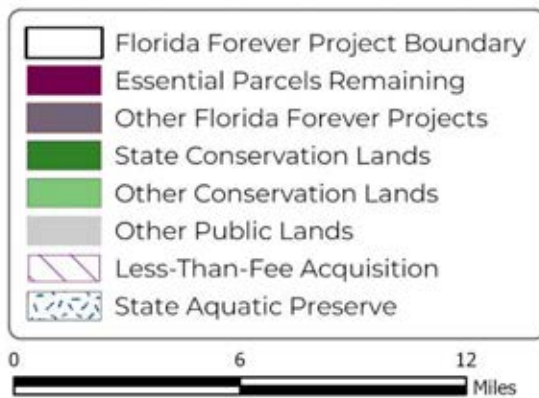 Florida Forever Project Boundary
Essential Parcels Remaining
Other Florida Forever Projects
State Conservation Lands
Other Conservation Lands
Other Public Lands
Less-Than-Fee Acquisition
State Aquatic Preserve
0 6 12
Miles